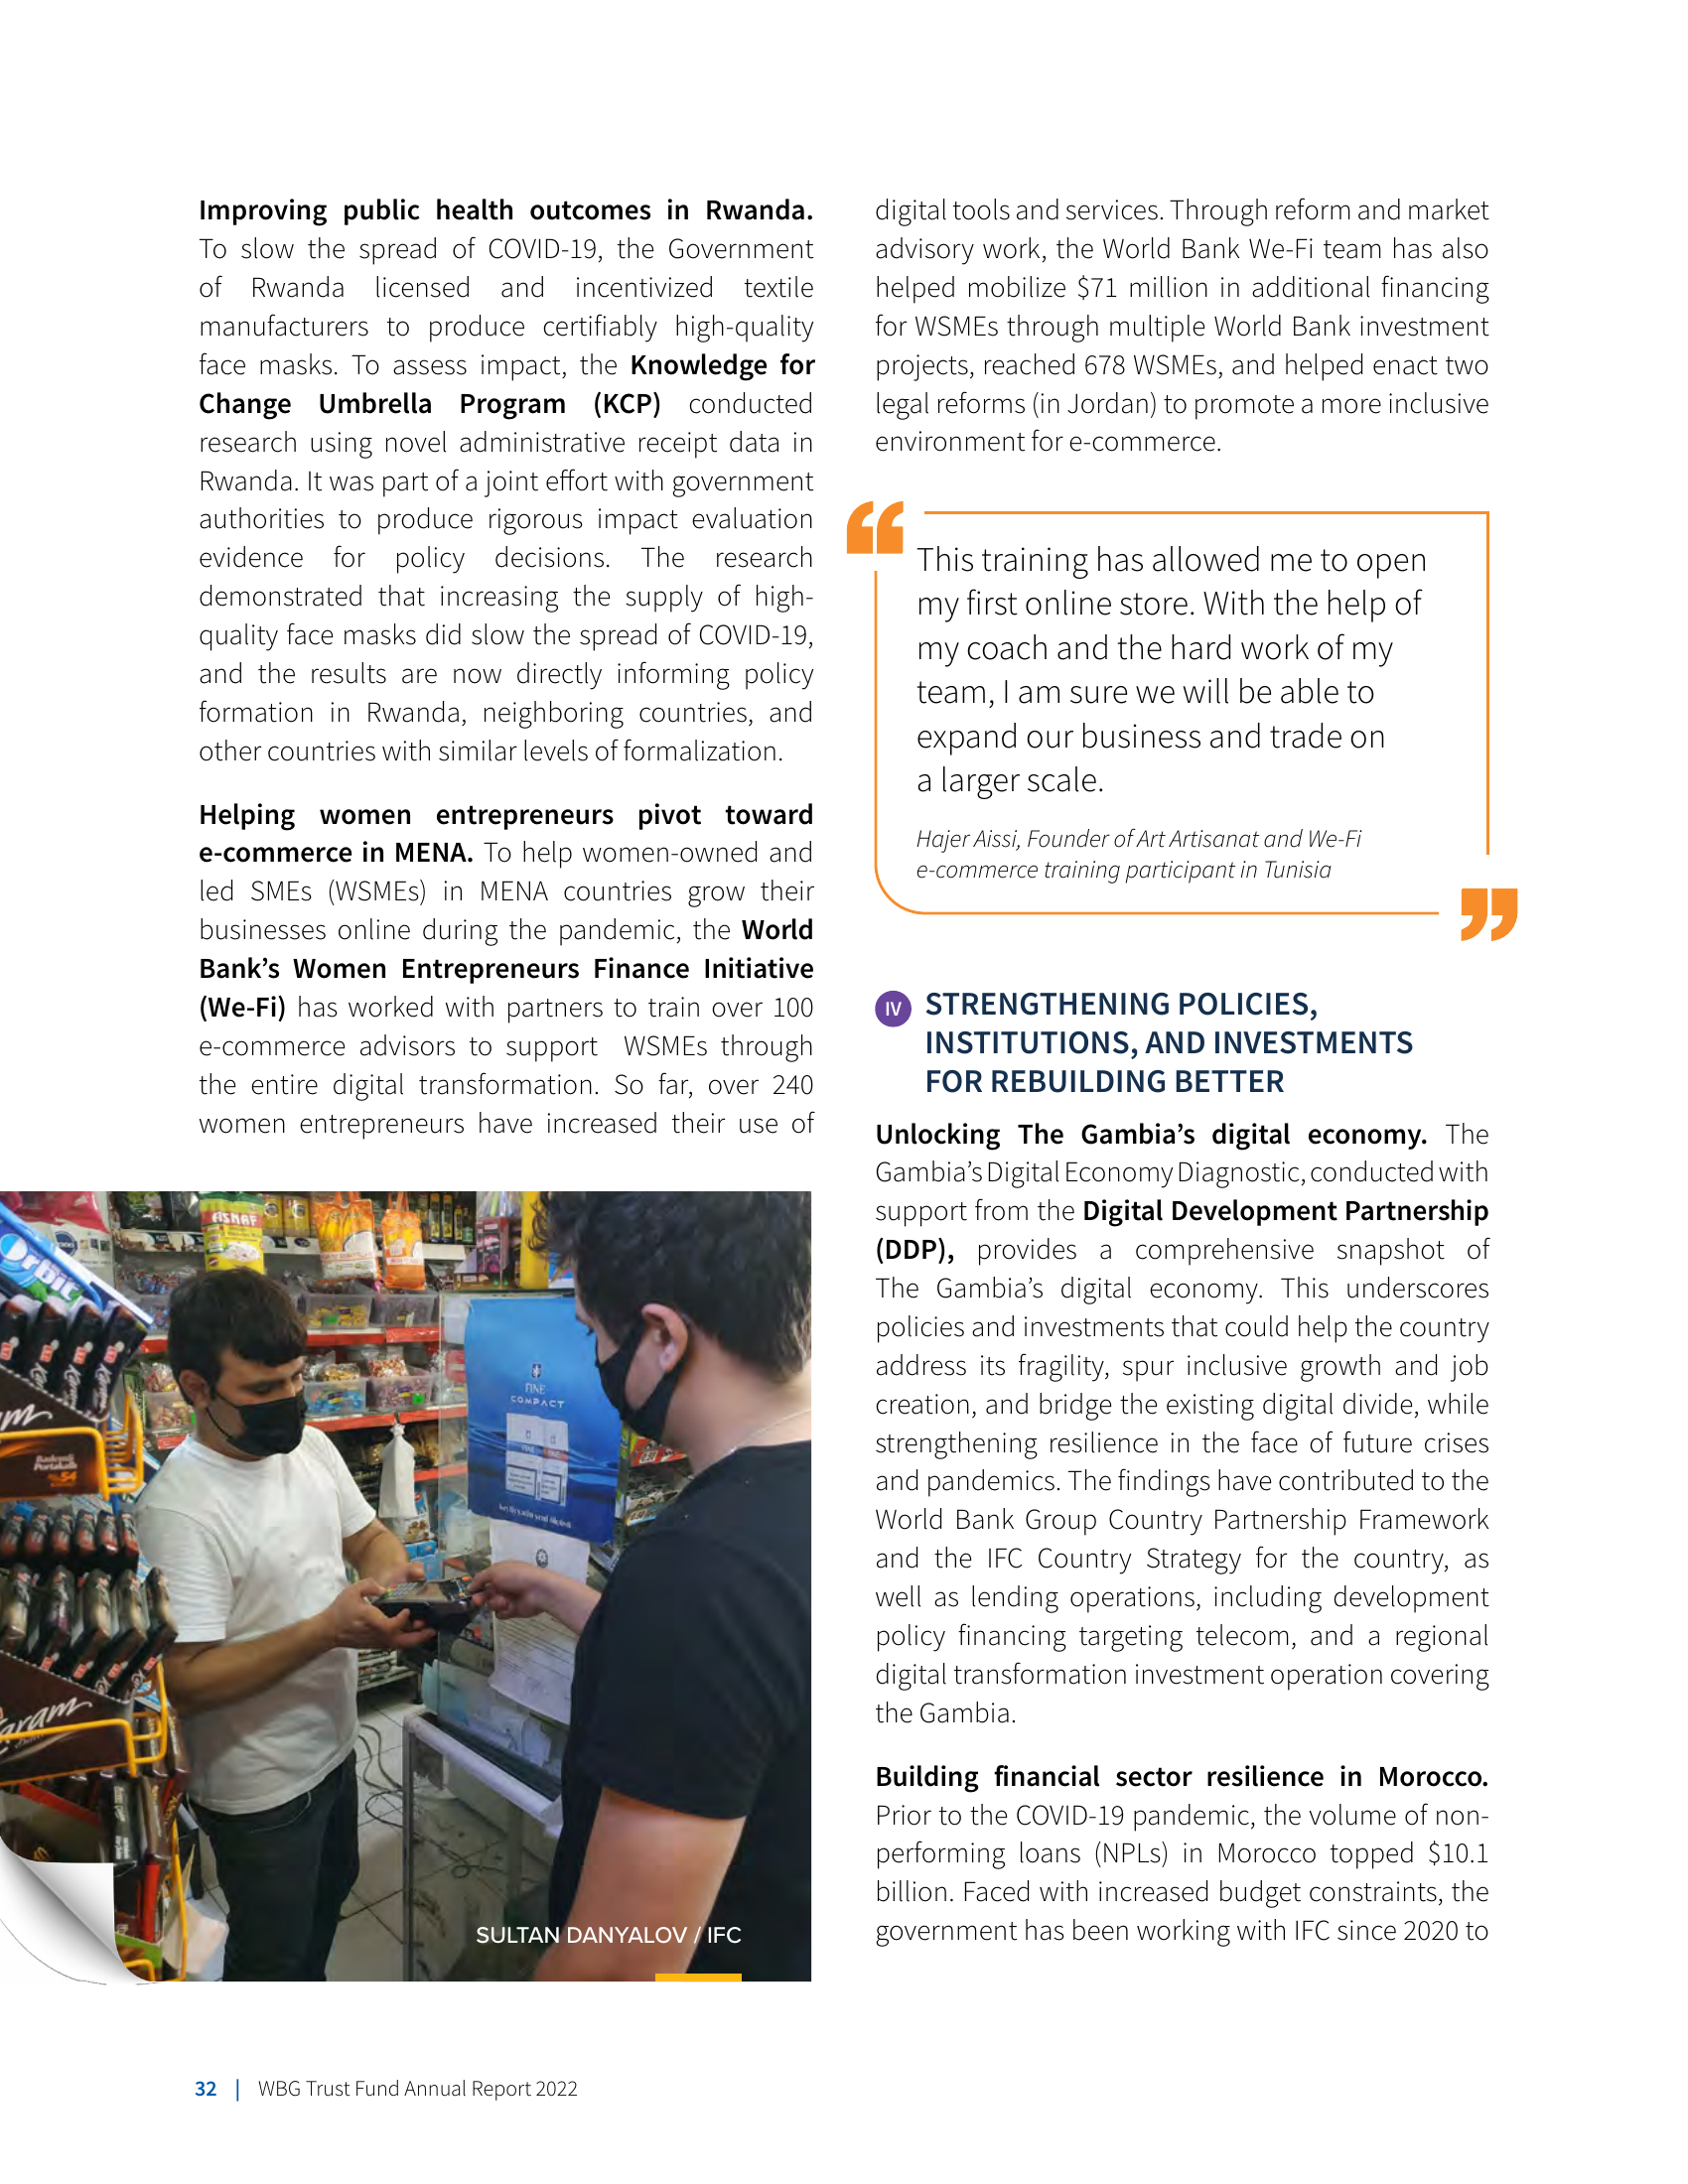 Improving public health outcomes in Rwanda.
To slow the spread of COVID-19, the Government
of Rwanda licensed and incentivized textile
manufacturers to produce certifiably high-quality
face masks. To assess impact, the Knowledge for
Change Umbrella Program (KCP) conducted
research using novel administrative receipt data in
Rwanda. It was part of a joint effort with government
authorities to produce rigorous impact evaluation
evidence for policy decisions. The research
demonstrated that increasing the supply of high-
quality face masks did slow the spread of COVID-19,
and the results are now directly informing policy
formation in Rwanda, neighboring countries, and
other countries with similar levels of formalization.
Helping women entrepreneurs pivot toward
e-commerce in MENA. To help women-owned and
led SMEs (WSMEs) in MENA countries grow their
businesses online during the pandemic, the World
Bank’s Women Entrepreneurs Finance Initiative
(We-Fi) has worked with partners to train over 100
e-commerce advisors to support WSMEs through
the entire digital transformation. So far, over 240
women entrepreneurs have increased their use of
FINE
COMPACT
SULTAN DANYALOV / IFC
digital tools and services. Through reform and market
advisory work, the World Bank We-Fi team has also
helped mobilize $71 million in additional financing
for WSMEs through multiple World Bank investment
projects, reached 678 WSMEs, and helped enact two
legal reforms (in Jordan) to promote a more inclusive
environment for e-commerce.
“
This training has allowed me to open
my first online store. With the help of
my coach and the hard work of my
team, I am sure we will be able to
expand our business and trade on
a larger scale.
Hajer Aissi, Founder of Art Artisanat and We-Fi
e-commerce training participant in Tunisia
”
IV STRENGTHENING POLICIES,
INSTITUTIONS, AND INVESTMENTS
FOR REBUILDING BETTER
Unlocking The Gambia’s digital economy. The
Gambia’s Digital Economy Diagnostic, conducted with
support from the Digital Development Partnership
(DDP), provides a comprehensive snapshot of
The Gambia’s digital economy. This underscores
policies and investments that could help the country
address its fragility, spur inclusive growth and job
creation, and bridge the existing digital divide, while
strengthening resilience in the face of future crises
and pandemics. The findings have contributed to the
World Bank Group Country Partnership Framework
and the IFC Country Strategy for the country, as
well as lending operations, including development
policy financing targeting telecom, and a regional
digital transformation investment operation covering
the Gambia.
Building financial sector resilience in Morocco.
Prior to the COVID-19 pandemic, the volume of non-
performing loans (NPLs) in Morocco topped $10.1
billion. Faced with increased budget constraints, the
government has been working with IFC since 2020 to
32 | WBG Trust Fund Annual Report 2022